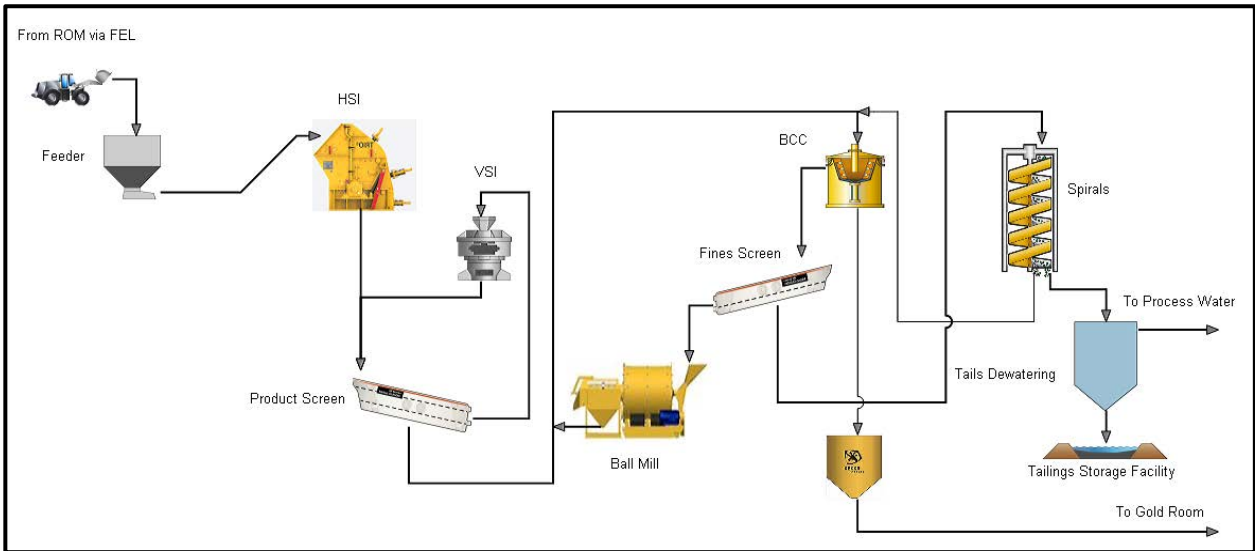 From ROM via FEL
HSI
Feeder
VSI
BCC
Spirals
Fines Screen
To Process Water
Product Screen
Tails Dewatering
Ball Mill
Tailings Storage Facility
To Gold Room